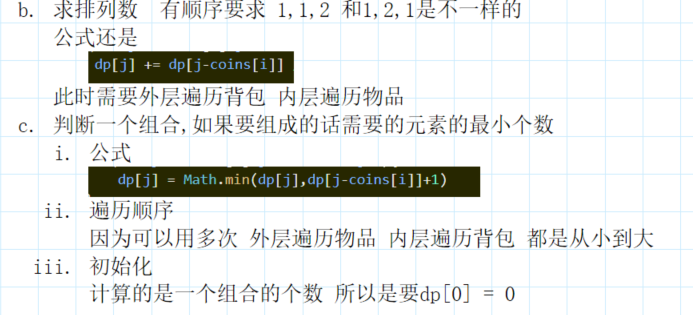 b. 求排列数 有顺序要求 1,1,2 和1,2,1是不一样的
公式还是
dp[j] += dp[j-coins[i]]
此时需要外层遍历背包 内层遍历物品
c. 判断一个组合,如果要组成的话需要的元素的最小个数
i. 公式
dp[j] = Math.min(dp[j],dp[j-coins[i]]+1)
ii. 遍历顺序
因为可以用多次 外层遍历物品 内层遍历背包 都是从小到大
iii. 初始化
计算的是一个组合的个数 所以是要dp[0] = 0